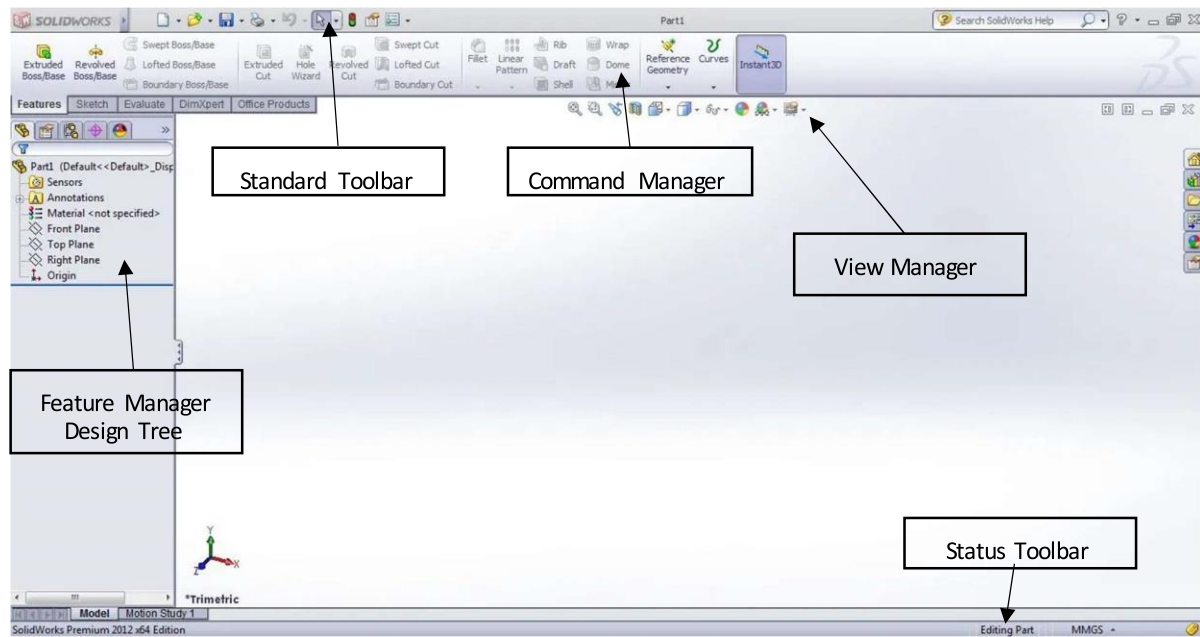 SOLIDWORKS
Part1
Search SolidWorks Help
Extruded Boss/Base
Revolved Boss/Base
Swept Boss/Base
Lofted Boss/Base
Boundary Boss/Base
Extruded Cut
Hole Wizard
Revolved Cut
Swept Cut
Lofted Cut
Boundary Cut
Fillet
Linear Pattern
Rib
Draft
Shell
Wrap
Dome
Reference Geometry
Curves
Instant3D
Features Sketch Evaluate DimXpert Office Products
Standard Toolbar
Command Manager
View Manager
Part1 (Default<<Default>_Disp
Sensors
Annotations
Material <not specified>
Front Plane
Top Plane
Right Plane
Origin
Feature Manager
Design Tree
Status Toolbar
Y
X
Z
*Trimetric
Model Motion Study 1
SolidWorks Premium 2012 x64 Edition
Editing Part
MMGS